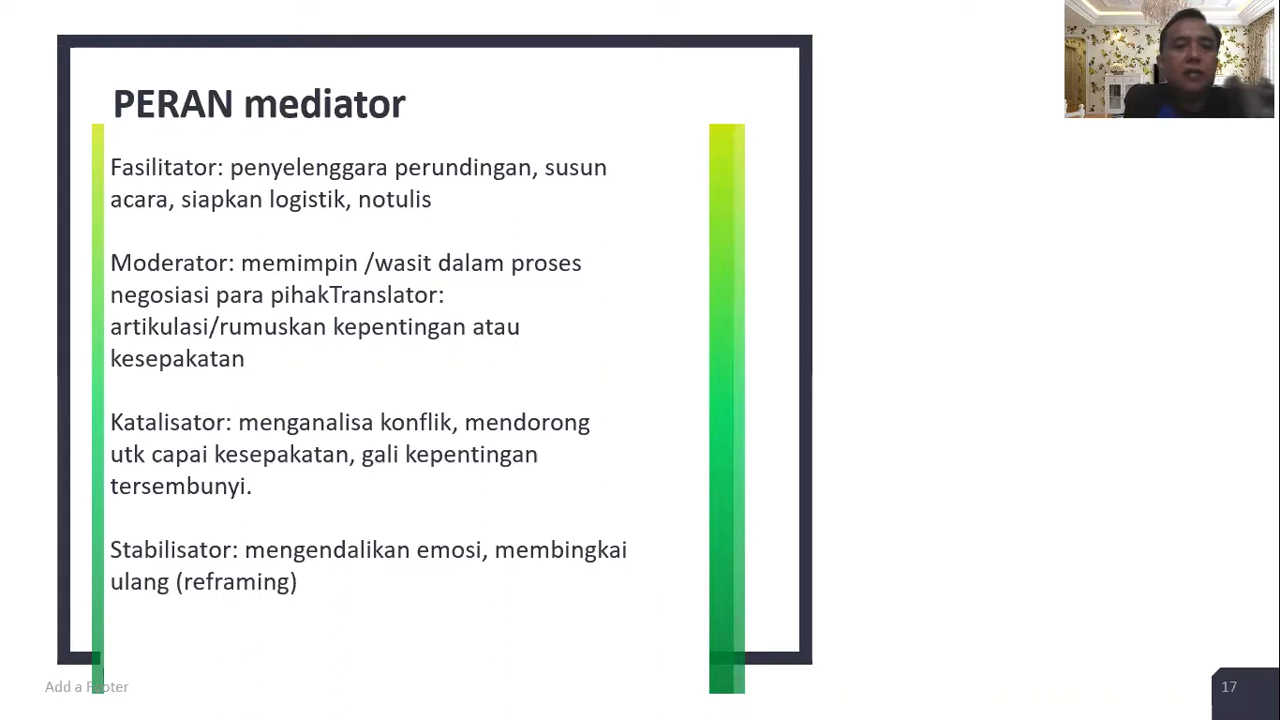 PERAN mediator
Fasilitator: penyelenggara perundingan, susun
acara, siapkan logistik, notulis
Moderator: memimpin /wasit dalam proses
negosiasi para pihakTranslator:
artikulasi/rumuskan kepentingan atau
kesepakatan
Katalisator: menganalisa konflik, mendorong
utk capai kesepakatan, gali kepentingan
tersembunyi.
Stabilisator: mengendalikan emosi, membingkai
ulang (reframing)
Add a Footer
17